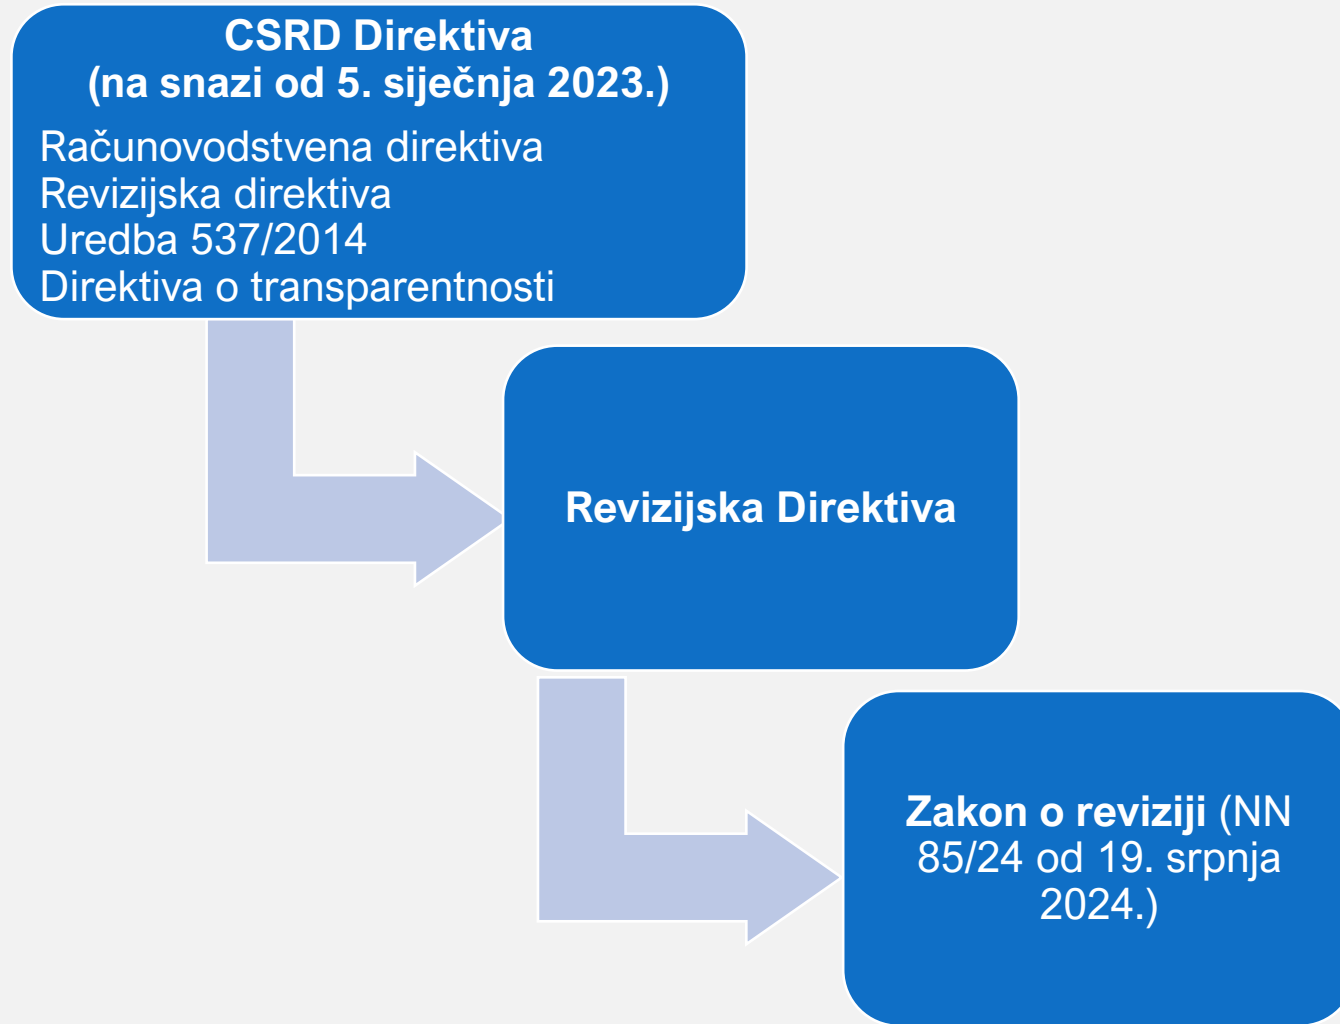 CSRD Direktiva
(na snazi od 5. siječnja 2023.)
Računovodstvena direktiva
Revizijska direktiva
Uredba 537/2014
Direktiva o transparentnosti
Revizijska Direktiva
Zakon o reviziji (NN
85/24 od 19. srpnja
2024.)